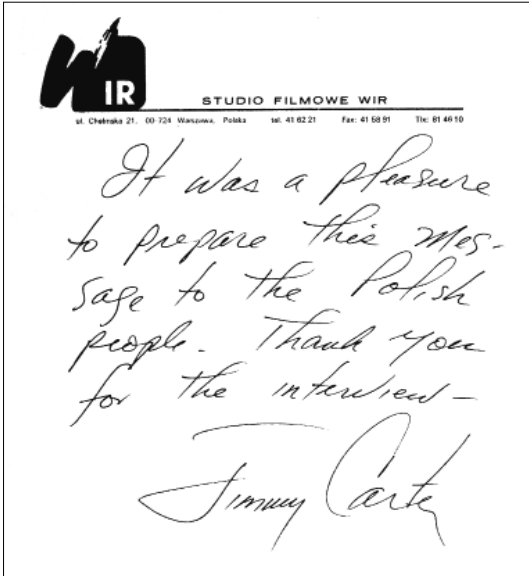 WIR
STUDIO FILMOWE WIR
ul. Chełmska 21, 00-724 Warszawa, Polska tel. 41 62 21 Fax: 41 58 91 Tlx: 81 46 10
It was a pleasure
to prepare this mes-
sage to the Polish
people. Thank you
for the interview-
Jimmy Carter